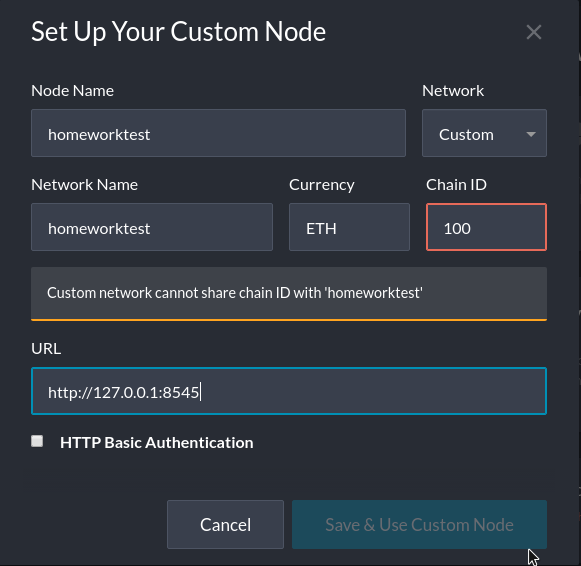 Set Up Your Custom Node
Node Name Network
homeworktest Custom
Network Name Currency Chain ID
homeworktest ETH 100
Custom network cannot share chain ID with 'homeworktest'
URL
http://127.0.0.1:8545
HTTP Basic Authentication
Cancel Save & Use Custom Node